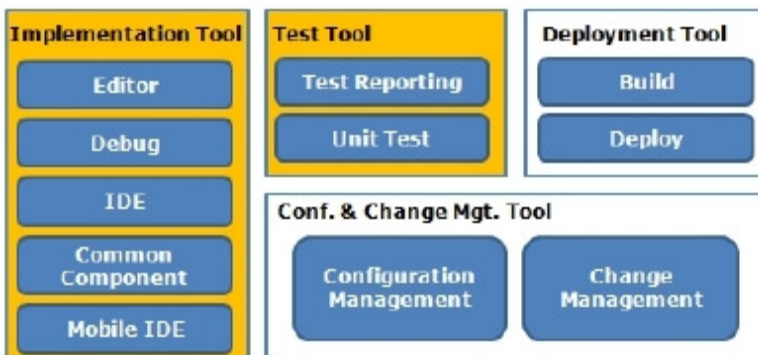 Implementation Tool
Editor
Debug
IDE
Common
Component
Mobile IDE
Test Tool
Test Reporting
Unit Test
Deployment Tool
Build
Deploy
Conf. & Change Mgt. Tool
Configuration
Management
Change
Management